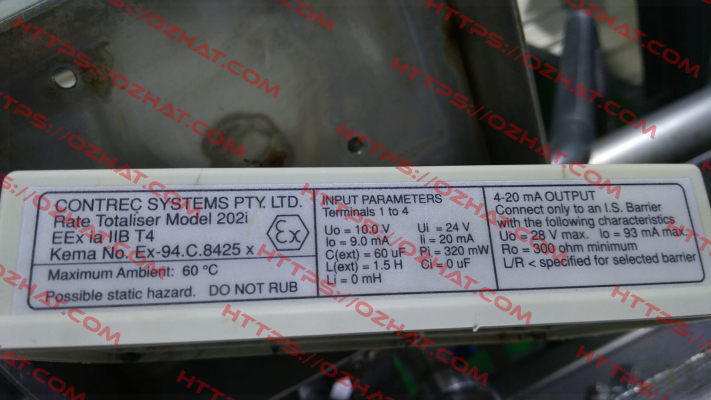 CONTREC SYSTEMS PTY. LTD.
Rate Totaliser Model 202i
EEx ia IIB T4
Kema No. Ex-94.C.8425 x
Ex
Maximum Ambient: 60 °C
Possible static hazard. DO NOT RUB
INPUT PARAMETERS
Terminals 1 to 4
Uo = 10.0 V Ui = 24 V
Io = 9.0 mA Ii = 20 mA
C(ext) = 60 uF Pi = 320 mW
L(ext) = 1.5 H Ci = 0 uF
Li = 0 mH
4-20 mA OUTPUT
Connect only to an I.S. Barrier
with the following characteristics
Uo = 28 V max. Io = 93 mA max.
Ro = 300 ohm minimum
L/R < specified for selected barrier
HTTPS://OZHAT.COM